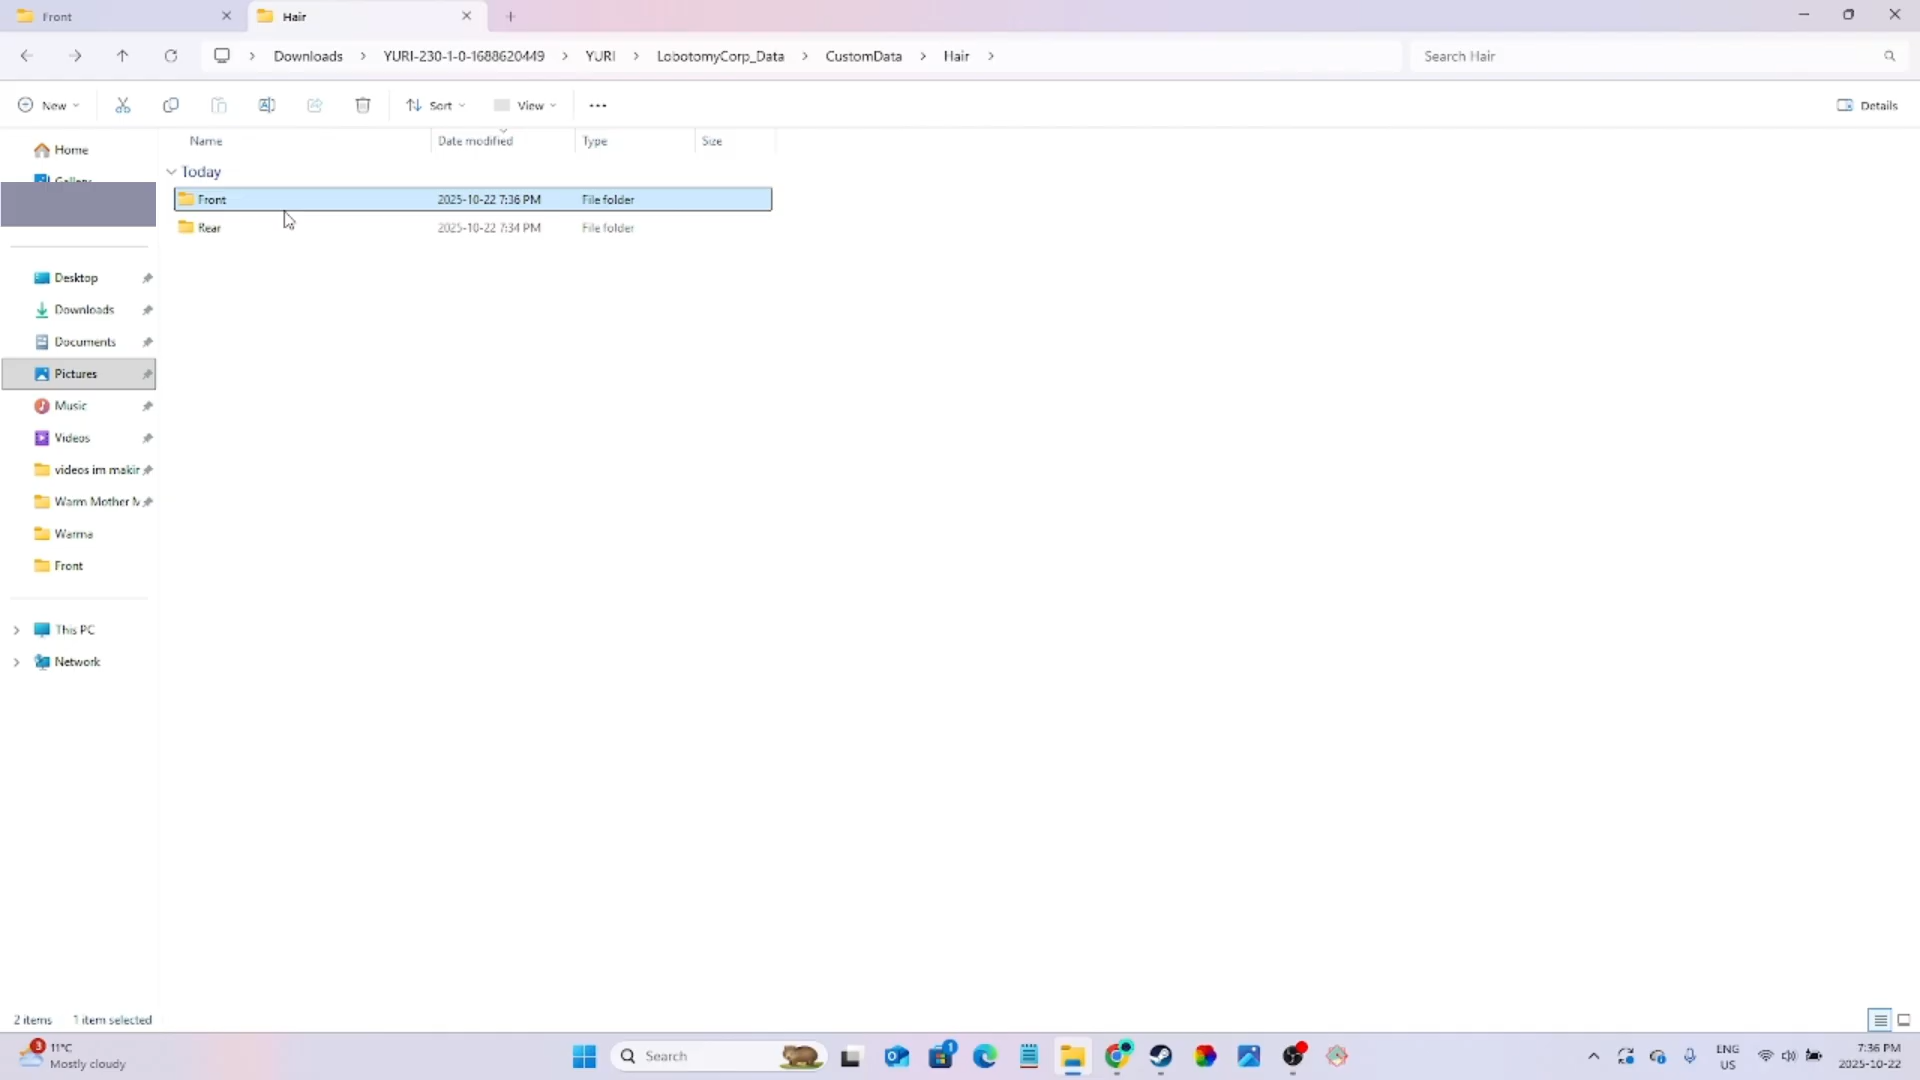 Front
Hair
Downloads > YURI-230-1-0-1688620449 > YURI > LobotomyCorp_Data > CustomData > Hair >
Search Hair
New
Sort
View
Details
Name
Date modified
Type
Size
Home
Gallery
Today
Front 2025-10-22 7:36 PM File folder
Rear 2025-10-22 7:34 PM File folder
Desktop
Downloads
Documents
Pictures
Music
Videos
videos im makir
Warm Mother M
Warma
Front
This PC
Network
2 items 1 item selected
3
11°C
Mostly cloudy
Search
1
ENG
US
7:36 PM
2025-10-22